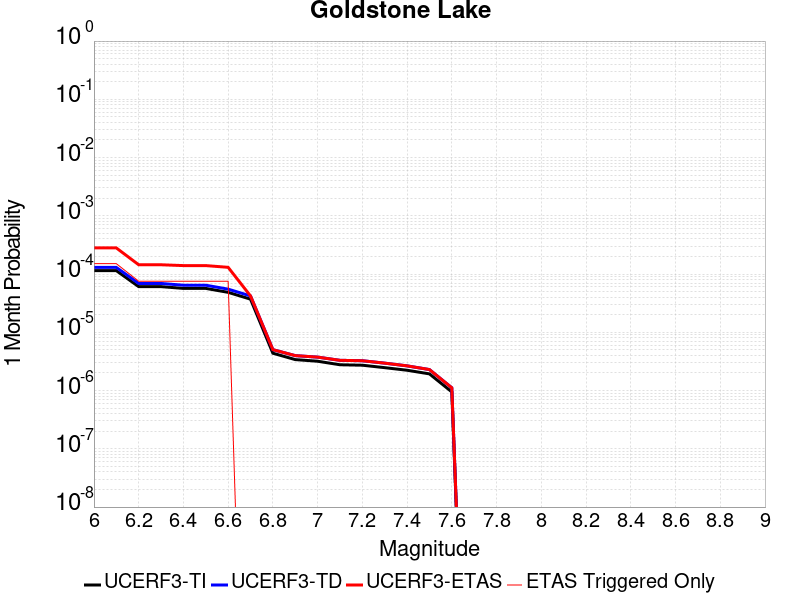 Goldstone Lake
10^0
10^-1
10^-2
10^-3
10^-4
10^-5
10^-6
10^-7
10^-8
1 Month Probability
6 6.2 6.4 6.6 6.8 7 7.2 7.4 7.6 7.8 8 8.2 8.4 8.6 8.8 9
Magnitude
UCERF3-TI UCERF3-TD UCERF3-ETAS ETAS Triggered Only